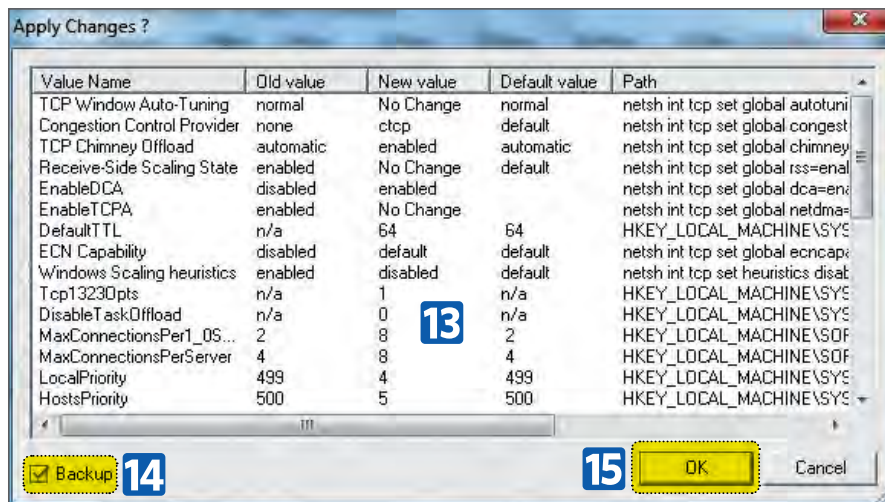 Apply Changes ?
Value Name Old value New value Default value Path
TCP Window Auto-Tuning normal No Change normal netsh int tcp set global autotuni
Congestion Control Provider none ctcp default netsh int tcp set global congest
TCP Chimney Offload automatic enabled automatic netsh int tcp set global chimney
Receive-Side Scaling State enabled No Change default netsh int tcp set global rss=enal
EnableDCA disabled enabled netsh int tcp set global dca=ena
EnableTCPA enabled No Change netsh int tcp set global netdma=
DefaultTTL n/a 64 64 HKEY_LOCAL_MACHINE\SYS
ECN Capability disabled default default netsh int tcp set global ecncapa
Windows Scaling heuristics enabled disabled default netsh int tcp set heuristics disab
Tcp1323Opts n/a 1 n/a HKEY_LOCAL_MACHINE\SYS
DisableTaskOffload n/a 0 n/a HKEY_LOCAL_MACHINE\SYS
13
MaxConnectionsPer1_0S... 2 8 2 HKEY_LOCAL_MACHINE\SOF
MaxConnectionsPerServer 4 8 4 HKEY_LOCAL_MACHINE\SOF
LocalPriority 499 4 499 HKEY_LOCAL_MACHINE\SYS
HostsPriority 500 5 500 HKEY_LOCAL_MACHINE\SYS
Backup 14 15 OK Cancel